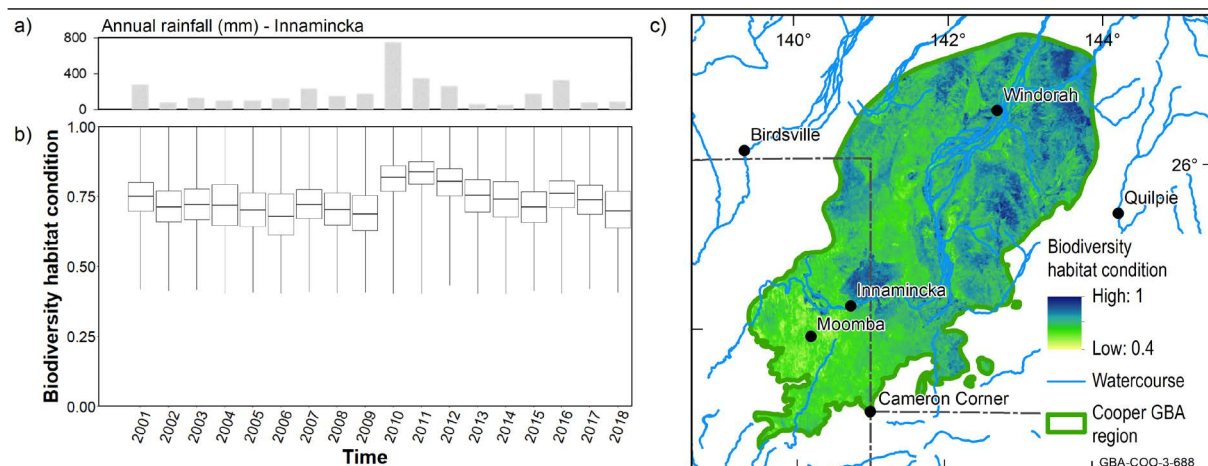 a)
Annual rainfall (mm) - Innamincka
800
400
0
b)
1.00
0.75
0.50
0.25
0.00
Biodiversity habitat condition
2001
2002
2003
2004
2005
2006
2007
2008
2009
2010
2011
2012
2013
2014
2015
2016
2017
2018
Time
c)
140°
142°
144°
Windorah
Birdsville
26°
Quilpie
Innamincka
Moomba
Cameron Corner
Biodiversity
habitat condition
High: 1
Low: 0.4
Watercourse
Cooper GBA
region
GBA-COO-3-688